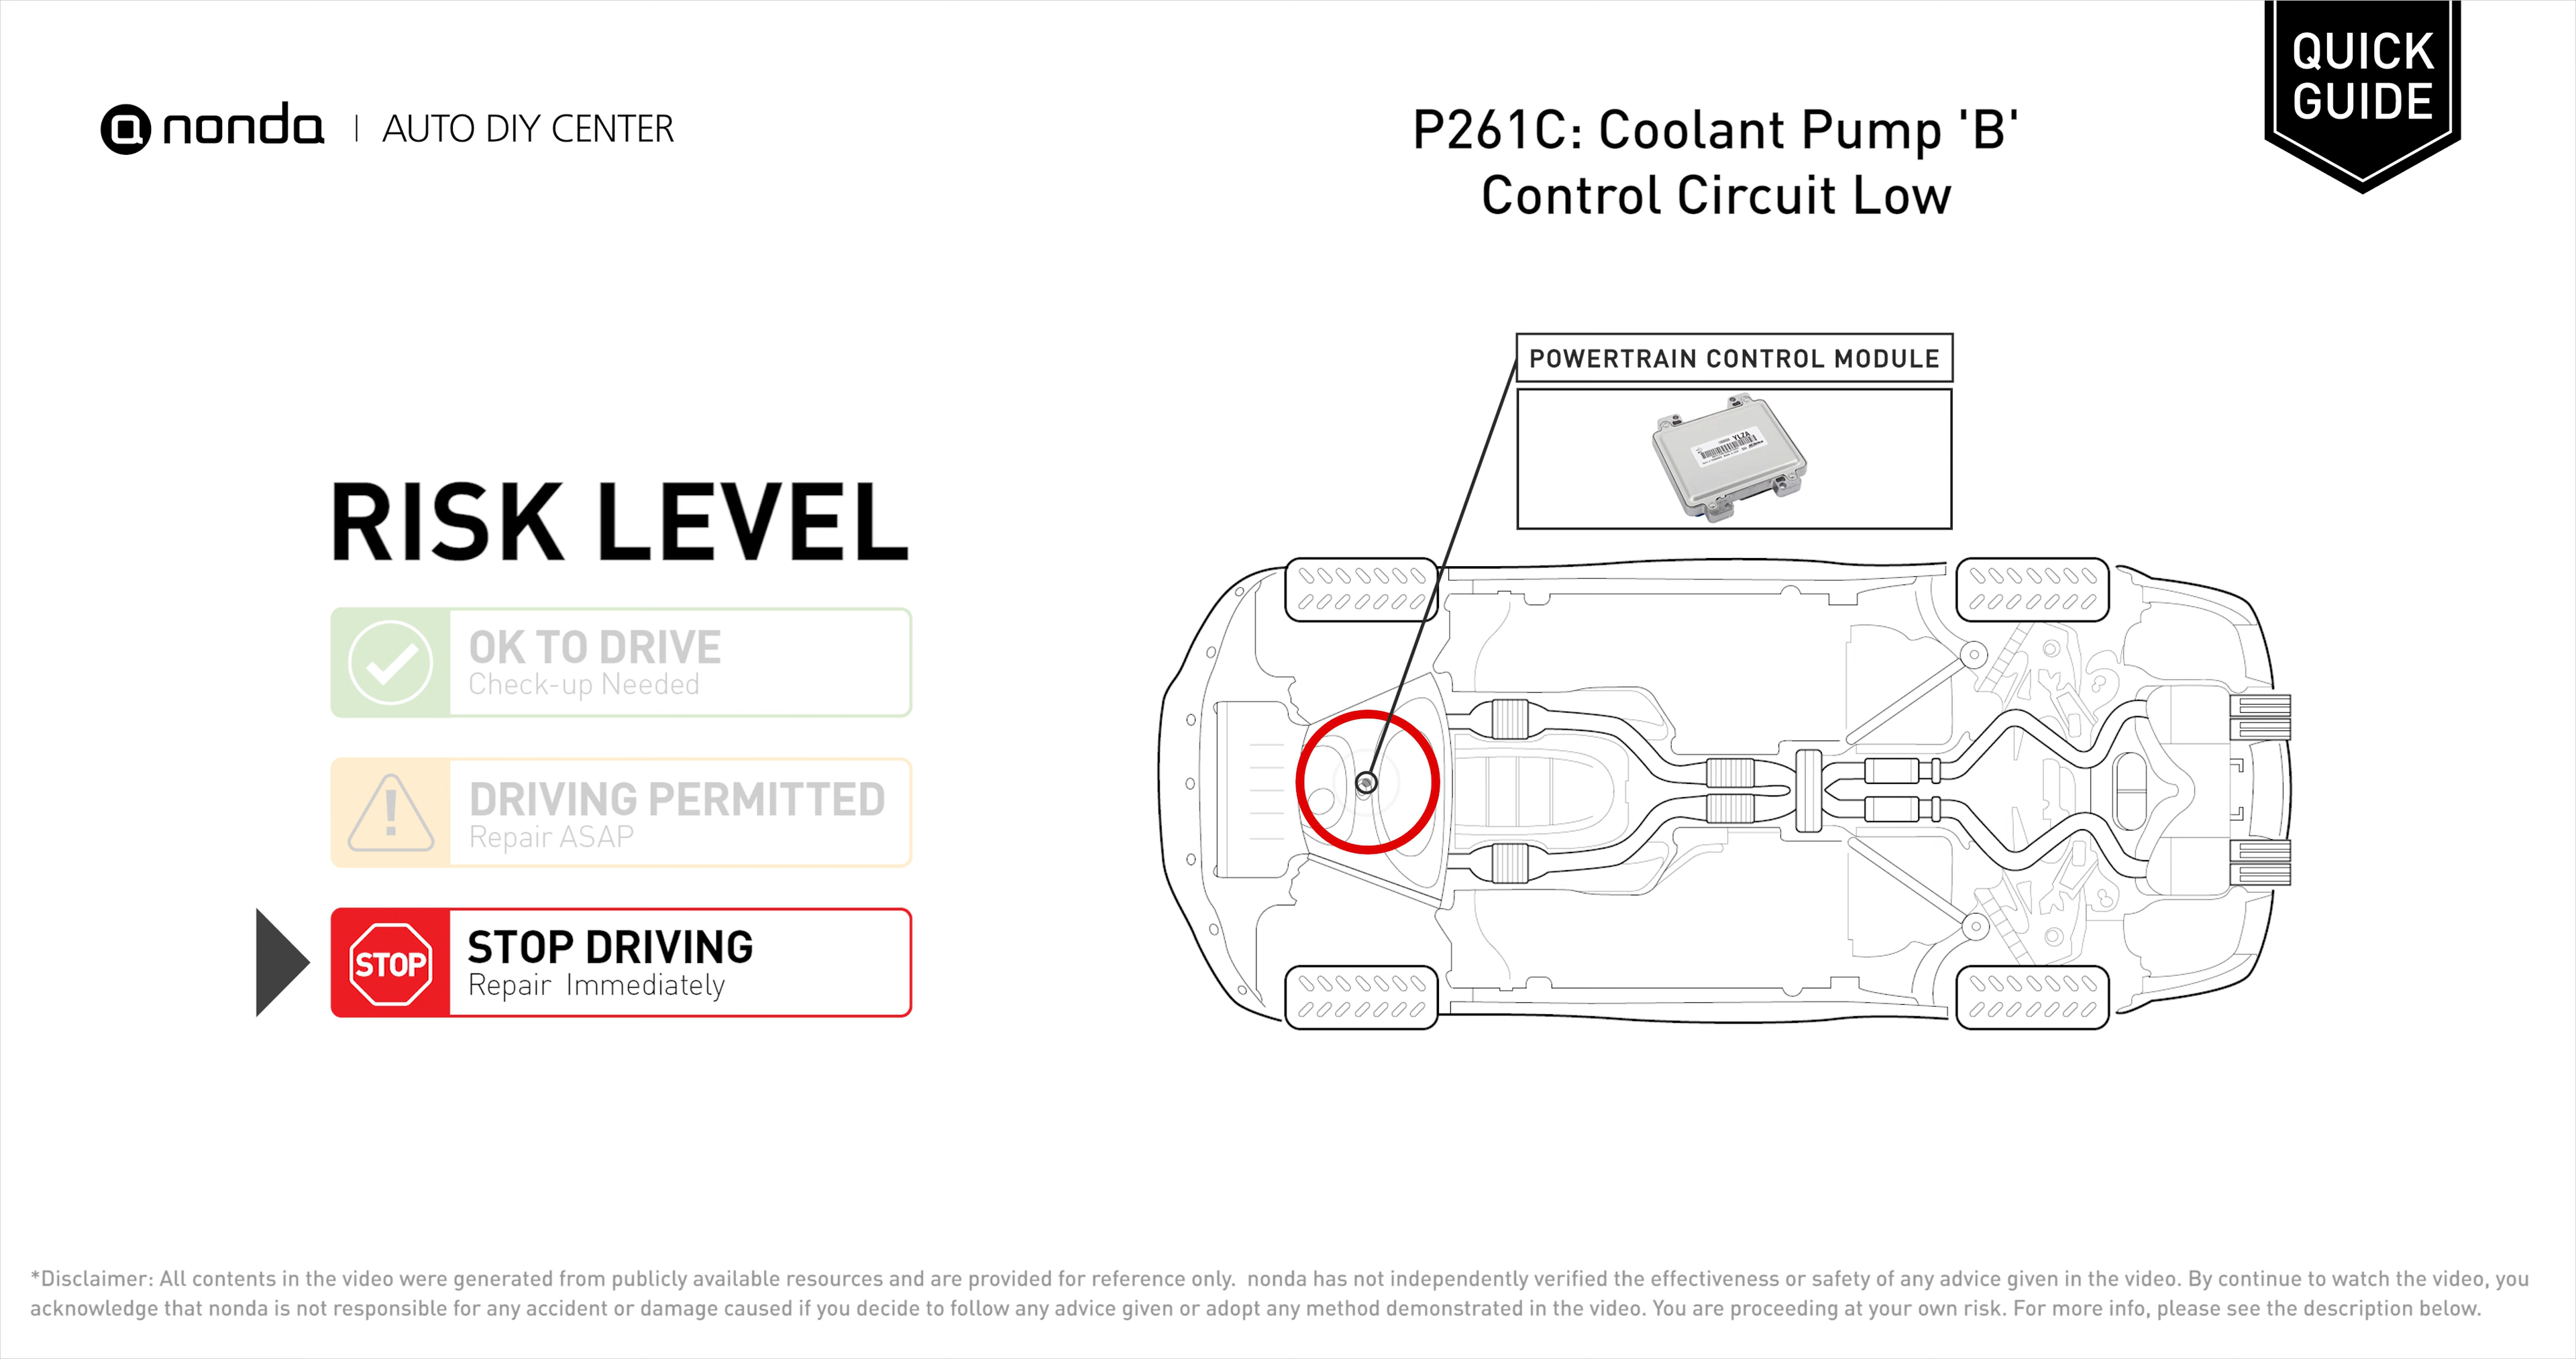 nonda | AUTO DIY CENTER
P261C: Coolant Pump 'B'
Control Circuit Low
QUICK
GUIDE
POWERTRAIN CONTROL MODULE
YLZA
RISK LEVEL
OK TO DRIVE
Check-up Needed
DRIVING PERMITTED
Repair ASAP
STOP
STOP DRIVING
Repair Immediately
*Disclaimer: All contents in the video were generated from publicly available resources and are provided for reference only. nonda has not independently verified the effectiveness or safety of any advice given in the video. By continue to watch the video, you
acknowledge that nonda is not responsible for any accident or damage caused if you decide to follow any advice given or adopt any method demonstrated in the video. You are proceeding at your own risk. For more info, please see the description below.